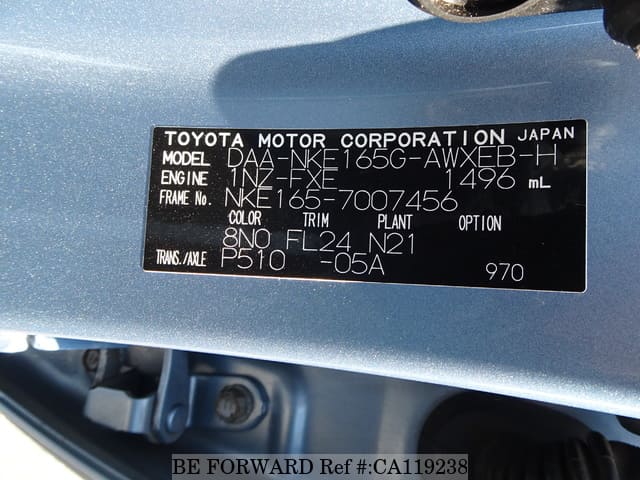 TOYOTA MOTOR CORPORATION JAPAN
MODEL DAA-NKE165G-AWXEB-H
ENGINE 1NZ-FXE 1496 mL
FRAME No. NKE165-7007456
COLOR TRIM PLANT OPTION
8N0 FL24 N21
TRANS./AXLE P510 -05A 970
BE FORWARD Ref #:CA119238